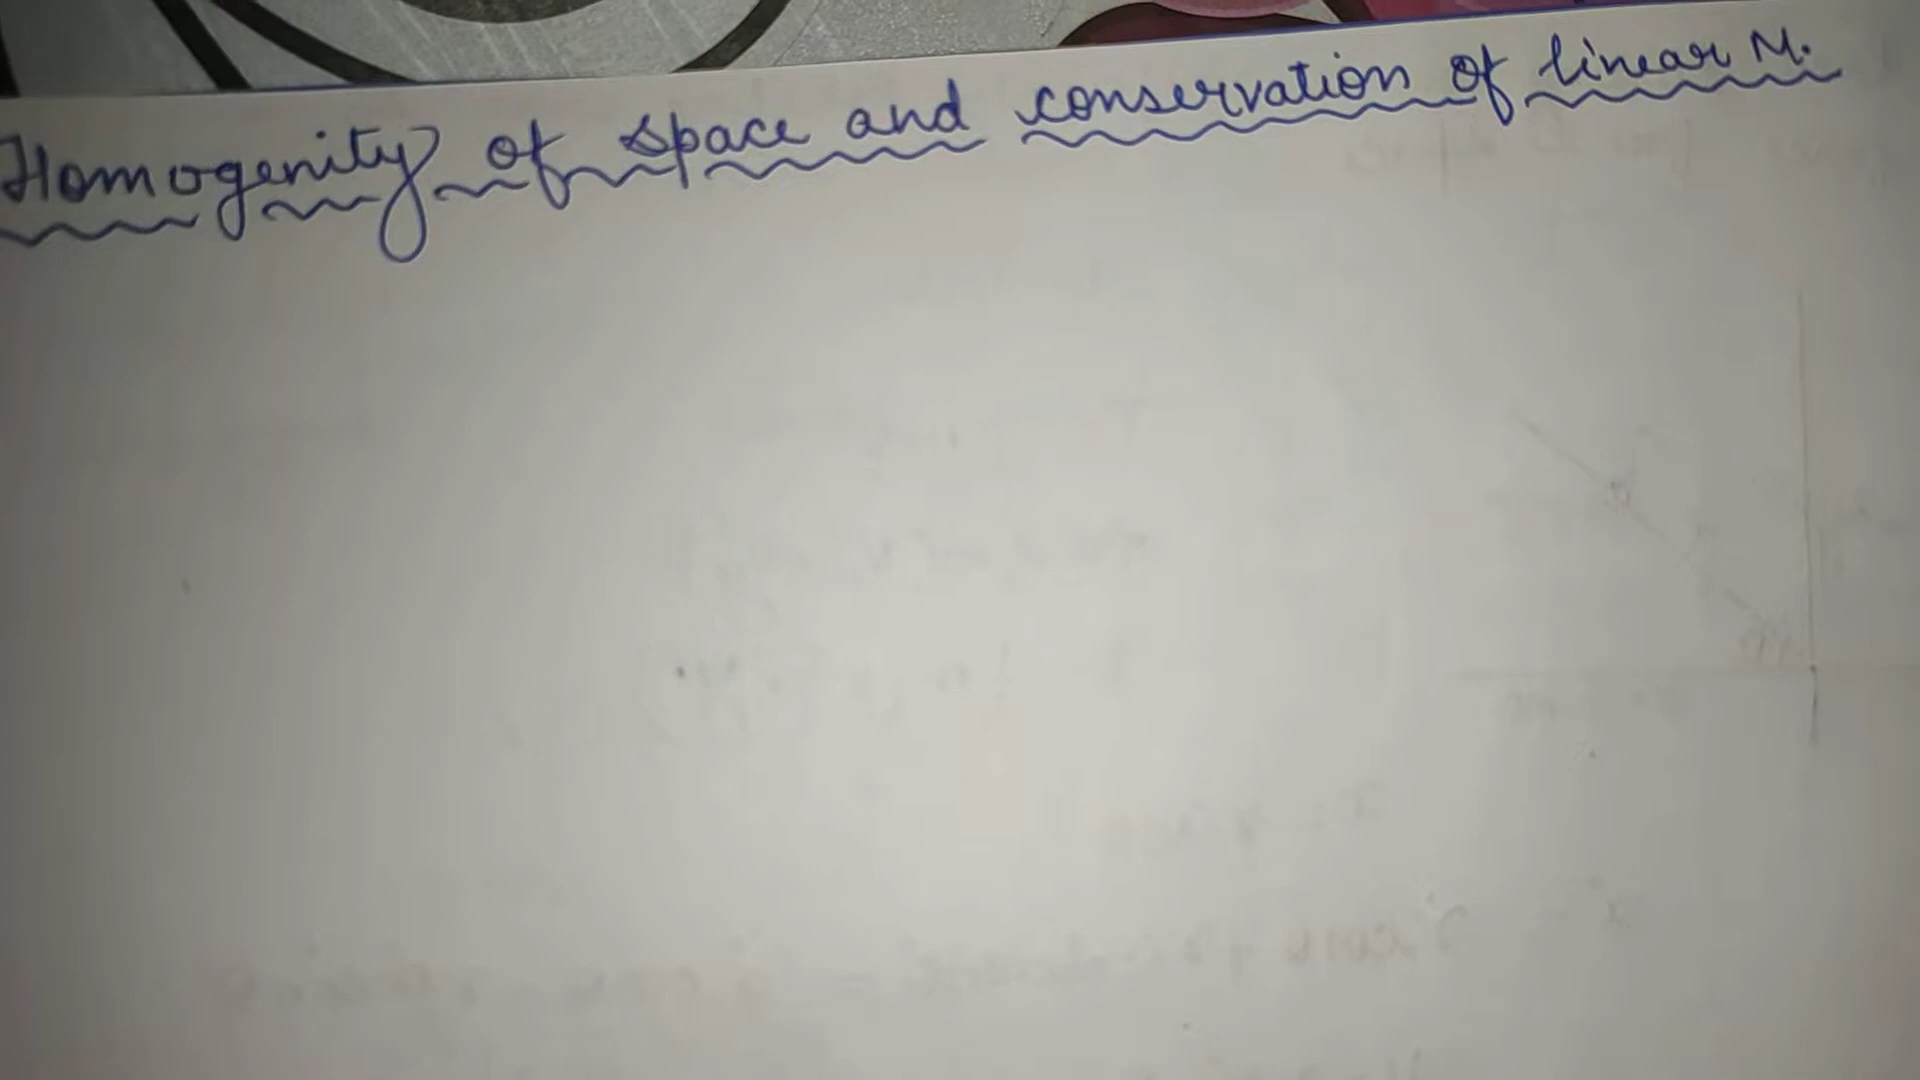 Homogenity of space and conservation of linear M.